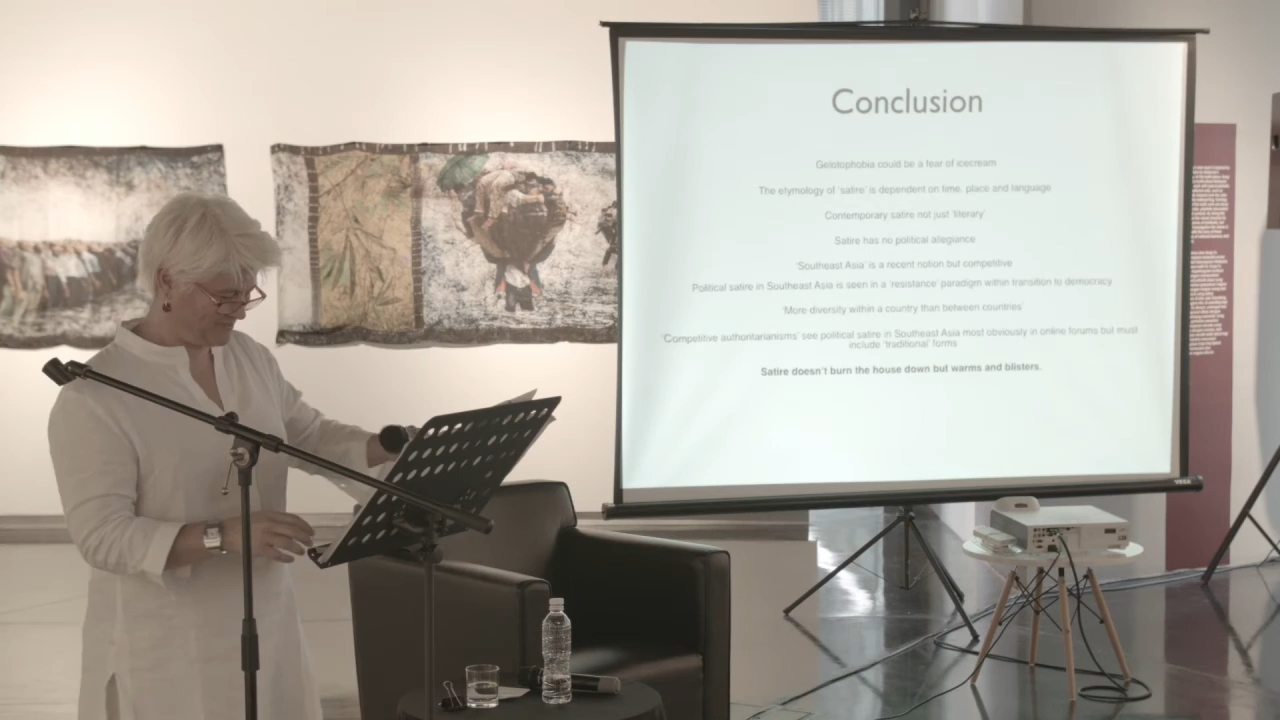 Conclusion
Gelotophobia could be a fear of icecream
The etymology of 'satire' is dependent on time, place and language
Contemporary satire not just 'literary'
Satire has no political allegiance
'Southeast Asia' is a recent notion but competitive
Political satire in Southeast Asia is seen in a 'resistance' paradigm within transition to democracy
'More diversity within a country than between countries'
'Competitive authoritarianisms' see political satire in Southeast Asia most obviously in online forums but must
include 'traditional' forms
Satire doesn't burn the house down but warms and blisters.